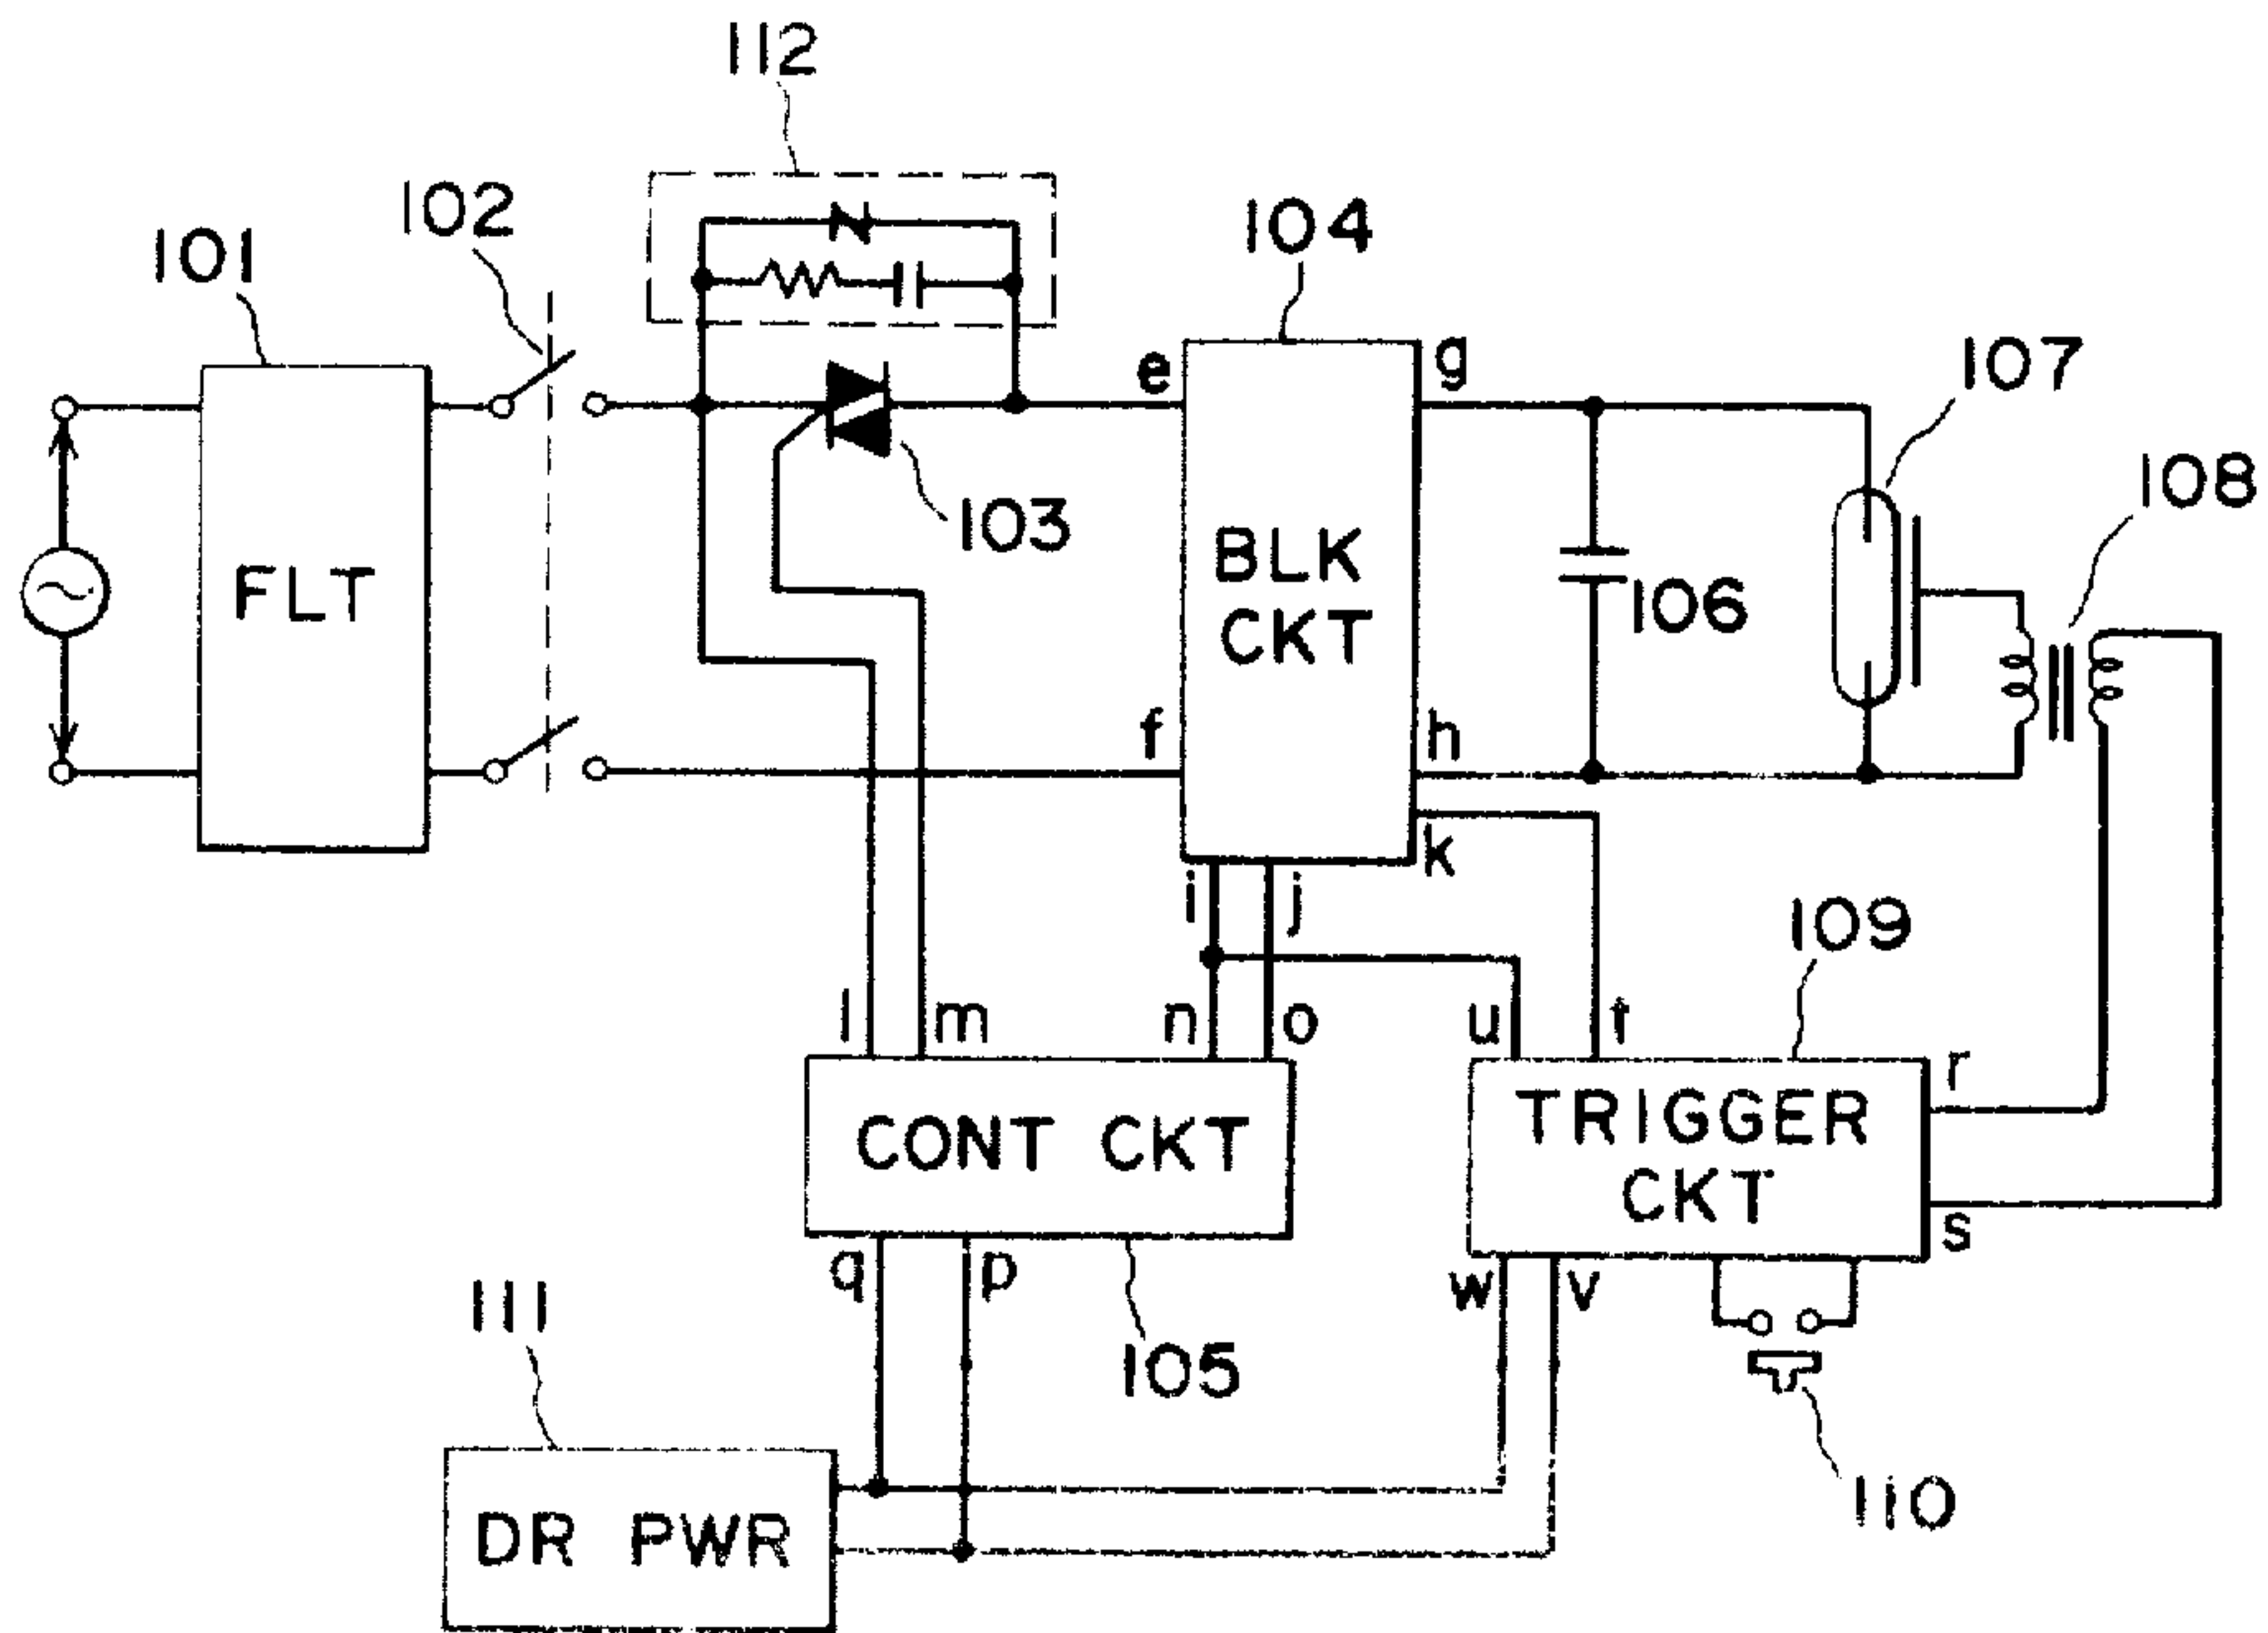 112
102
101
104
e
g
107
108
103
FLT
BLK
CKT
106
f
h
k
i
j
109
l
m
n
o
u
t
r
CONT CKT
TRIGGER
CKT
s
q
p
w
v
111
105
110
DR PWR